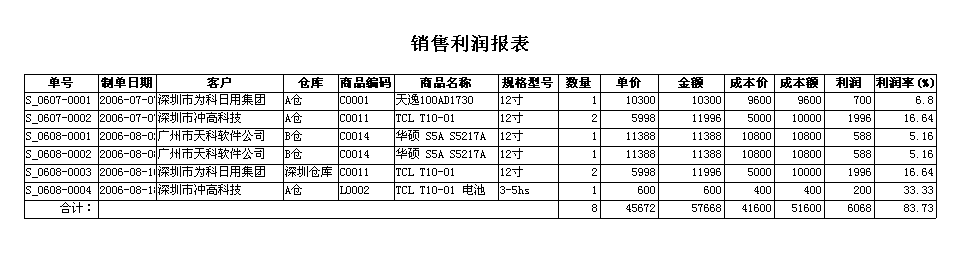 销售利润报表
单号 制单日期 客户 仓库 商品编码 商品名称 规格型号 数量 单价 金额 成本价 成本额 利润 利润率(%)
S_0607-0001 2006-07-0 深圳市为科日用集团 A仓 C0001 天逸100AD1730 12寸 1 10300 10300 9600 9600 700 6.8
S_0607-0002 2006-07-0 深圳市冲高科技 A仓 C0011 TCL T10-01 12寸 2 5998 11996 5000 10000 1996 16.64
S_0608-0001 2006-08-0 广州市天科软件公司 B仓 C0014 华硕 S5A S5217A 12寸 1 11388 11388 10800 10800 588 5.16
S_0608-0002 2006-08-0 广州市天科软件公司 B仓 C0014 华硕 S5A S5217A 12寸 1 11388 11388 10800 10800 588 5.16
S_0608-0003 2006-08-1 深圳市为科日用集团 深圳仓库 C0011 TCL T10-01 12寸 2 5998 11996 5000 10000 1996 16.64
S_0608-0004 2006-08-1 深圳市冲高科技 A仓 L0002 TCL T10-01 电池 3-5hs 1 600 600 400 400 200 33.33
合计： 8 45672 57668 41600 51600 6068 83.73